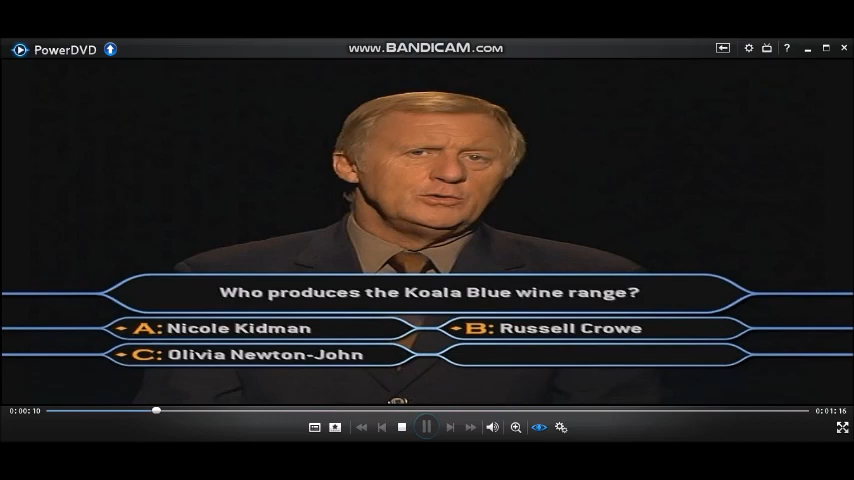 PowerDVD
www.BANDICAM.com
?
Who produces the Koala Blue wine range?
A: Nicole Kidman
B: Russell Crowe
C: Olivia Newton-John
0:00:10
0:01:16